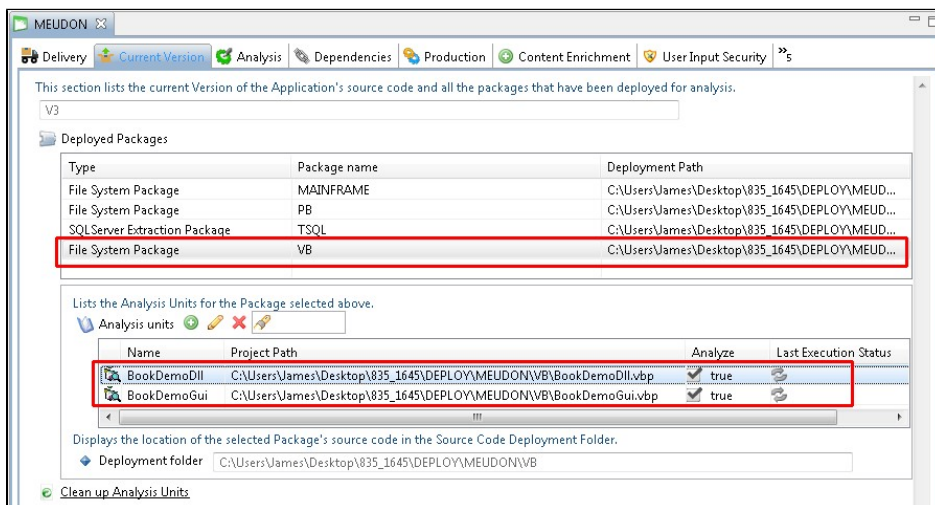 MEUDON
Delivery Current Version Analysis Dependencies Production Content Enrichment User Input Security »5
This section lists the current Version of the Application's source code and all the packages that have been deployed for analysis.
V3
Deployed Packages
Type Package name Deployment Path
File System Package MAINFRAME C:\Users\James\Desktop\835_1645\DEPLOY\MEUD...
File System Package PB C:\Users\James\Desktop\835_1645\DEPLOY\MEUD...
SQLServer Extraction Package TSQL C:\Users\James\Desktop\835_1645\DEPLOY\MEUD...
File System Package VB C:\Users\James\Desktop\835_1645\DEPLOY\MEUD...
Lists the Analysis Units for the Package selected above.
Analysis units
Name Project Path Analyze Last Execution Status
BookDemoDll C:\Users\James\Desktop\835_1645\DEPLOY\MEUDON\VB\BookDemoDll.vbp true
BookDemoGui C:\Users\James\Desktop\835_1645\DEPLOY\MEUDON\VB\BookDemoGui.vbp true
Displays the location of the selected Package's source code in the Source Code Deployment Folder.
Deployment folder C:\Users\James\Desktop\835_1645\DEPLOY\MEUDON\VB
Clean up Analysis Units